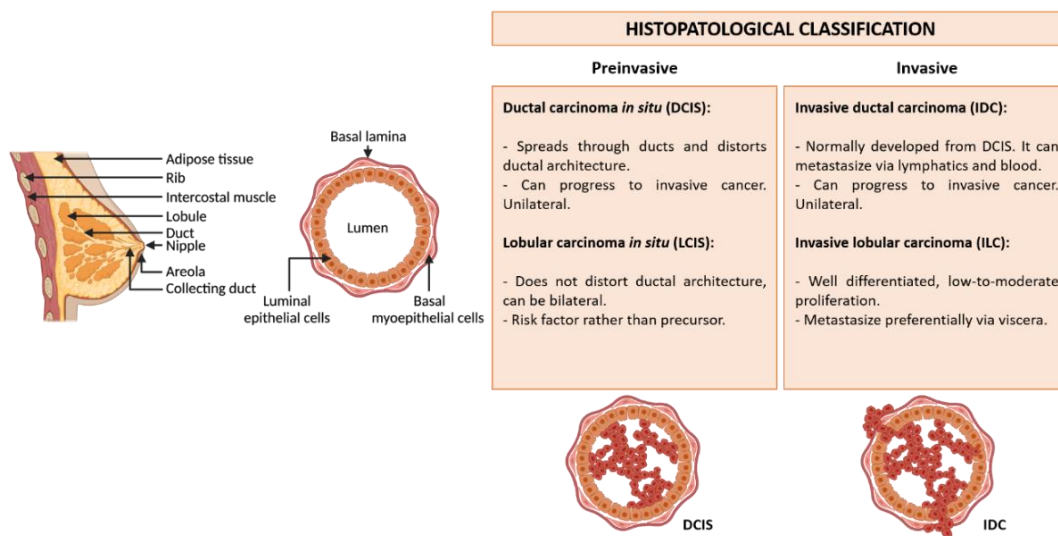 Adipose tissue
Rib
Intercostal muscle
Lobule
Duct
Nipple
Areola
Collecting duct
Basal lamina
Lumen
Luminal
epithelial cells
Basal
myoepithelial cells
HISTOPATOLOGICAL CLASSIFICATION
Preinvasive
Ductal carcinoma in situ (DCIS):
- Spreads through ducts and distorts
ductal architecture.
- Can progress to invasive cancer.
Unilateral.
Lobular carcinoma in situ (LCIS):
- Does not distort ductal architecture,
can be bilateral.
- Risk factor rather than precursor.
DCIS
Invasive
Invasive ductal carcinoma (IDC):
- Normally developed from DCIS. It can
metastasize via lymphatics and blood.
- Can progress to invasive cancer.
Unilateral.
Invasive lobular carcinoma (ILC):
- Well differentiated, low-to-moderate
proliferation.
- Metastasize preferentially via viscera.
IDC